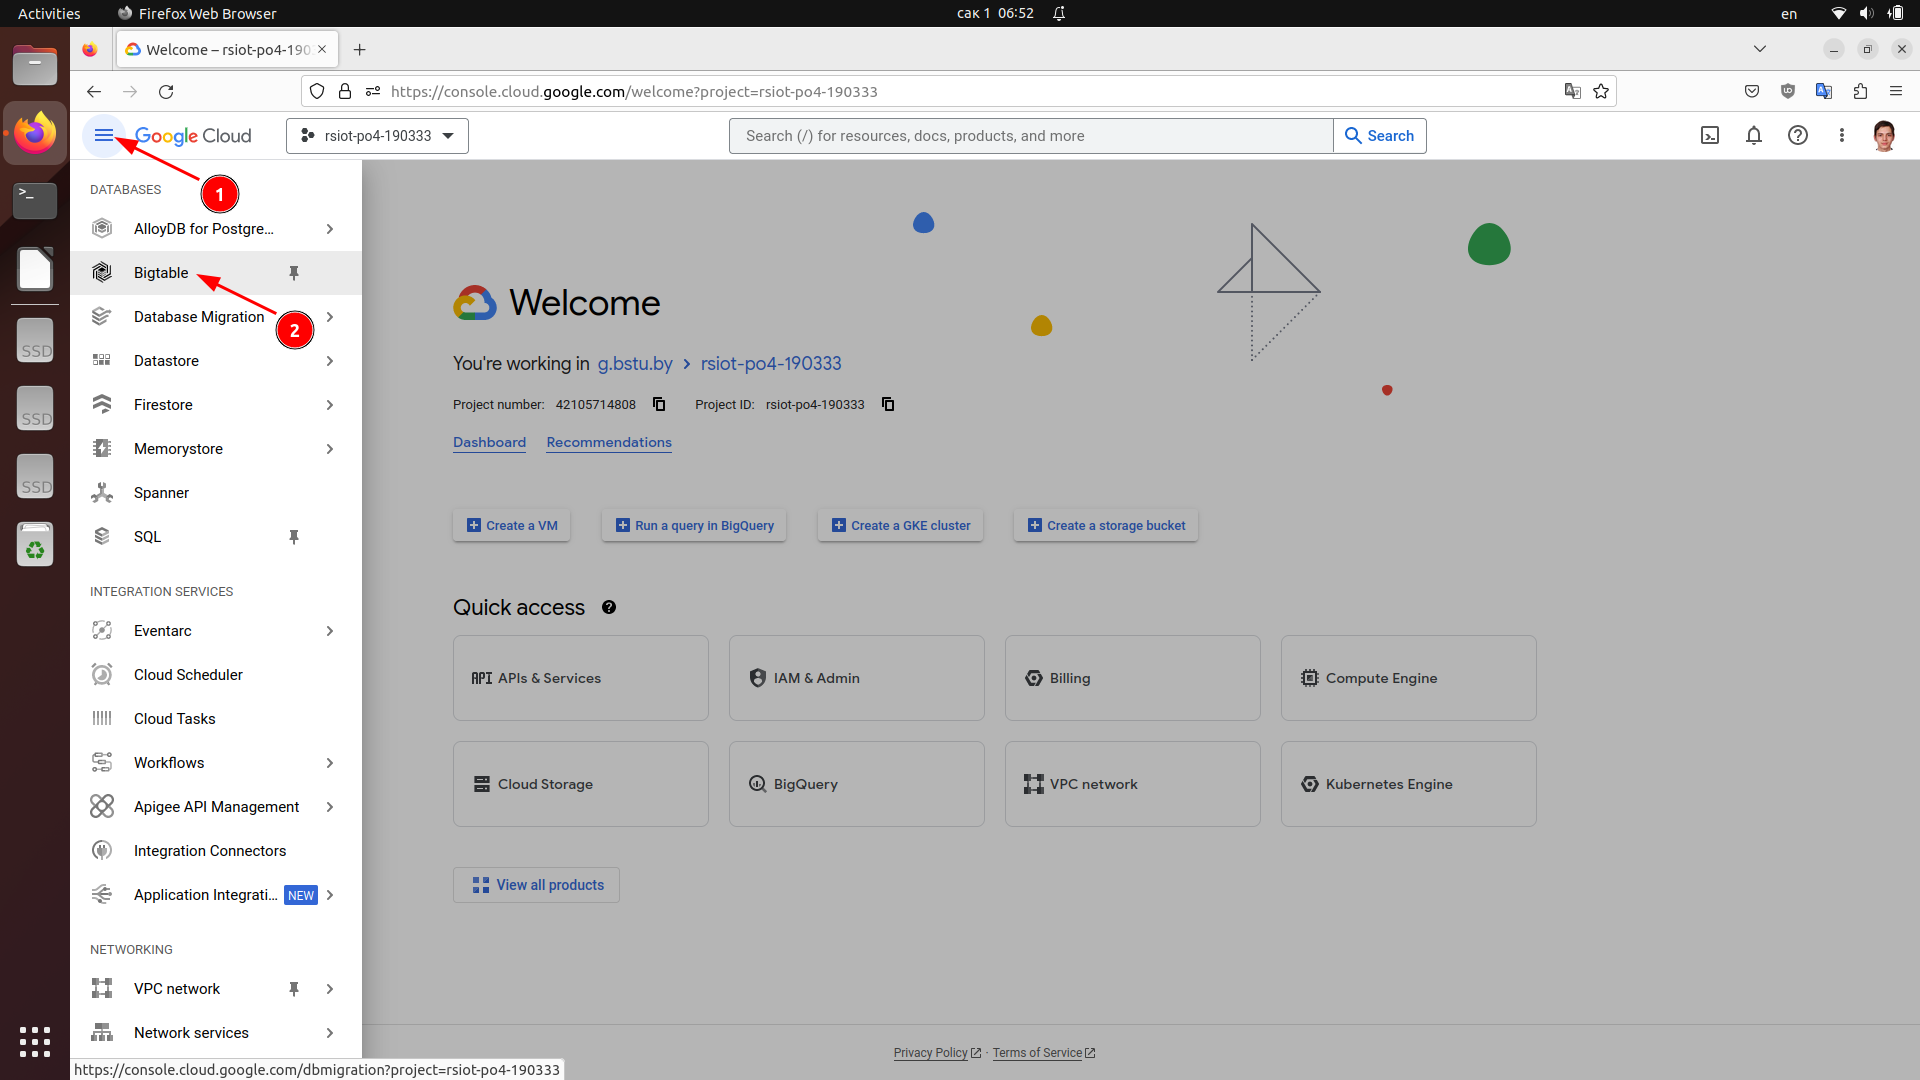 Activities
Firefox Web Browser
сак 1 06:52
en
Welcome – rsiot-po4-190
https://console.cloud.google.com/welcome?project=rsiot-po4-190333
Google Cloud
rsiot-po4-190333
Search (/) for resources, docs, products, and more
Search
DATABASES
1
AlloyDB for Postgre...
Bigtable
Database Migration
2
Datastore
Firestore
Memorystore
Spanner
SQL
INTEGRATION SERVICES
Eventarc
Cloud Scheduler
Cloud Tasks
Workflows
Apigee API Management
Integration Connectors
Application Integrati... NEW
NETWORKING
VPC network
Network services
Welcome
You're working in g.bstu.by > rsiot-po4-190333
Project number: 42105714808 Project ID: rsiot-po4-190333
Dashboard Recommendations
Create a VM
Run a query in BigQuery
Create a GKE cluster
Create a storage bucket
Quick access
API APIs & Services
IAM & Admin
Billing
Compute Engine
Cloud Storage
BigQuery
VPC network
Kubernetes Engine
View all products
Privacy Policy · Terms of Service
SSD
SSD
SSD
https://console.cloud.google.com/dbmigration?project=rsiot-po4-190333